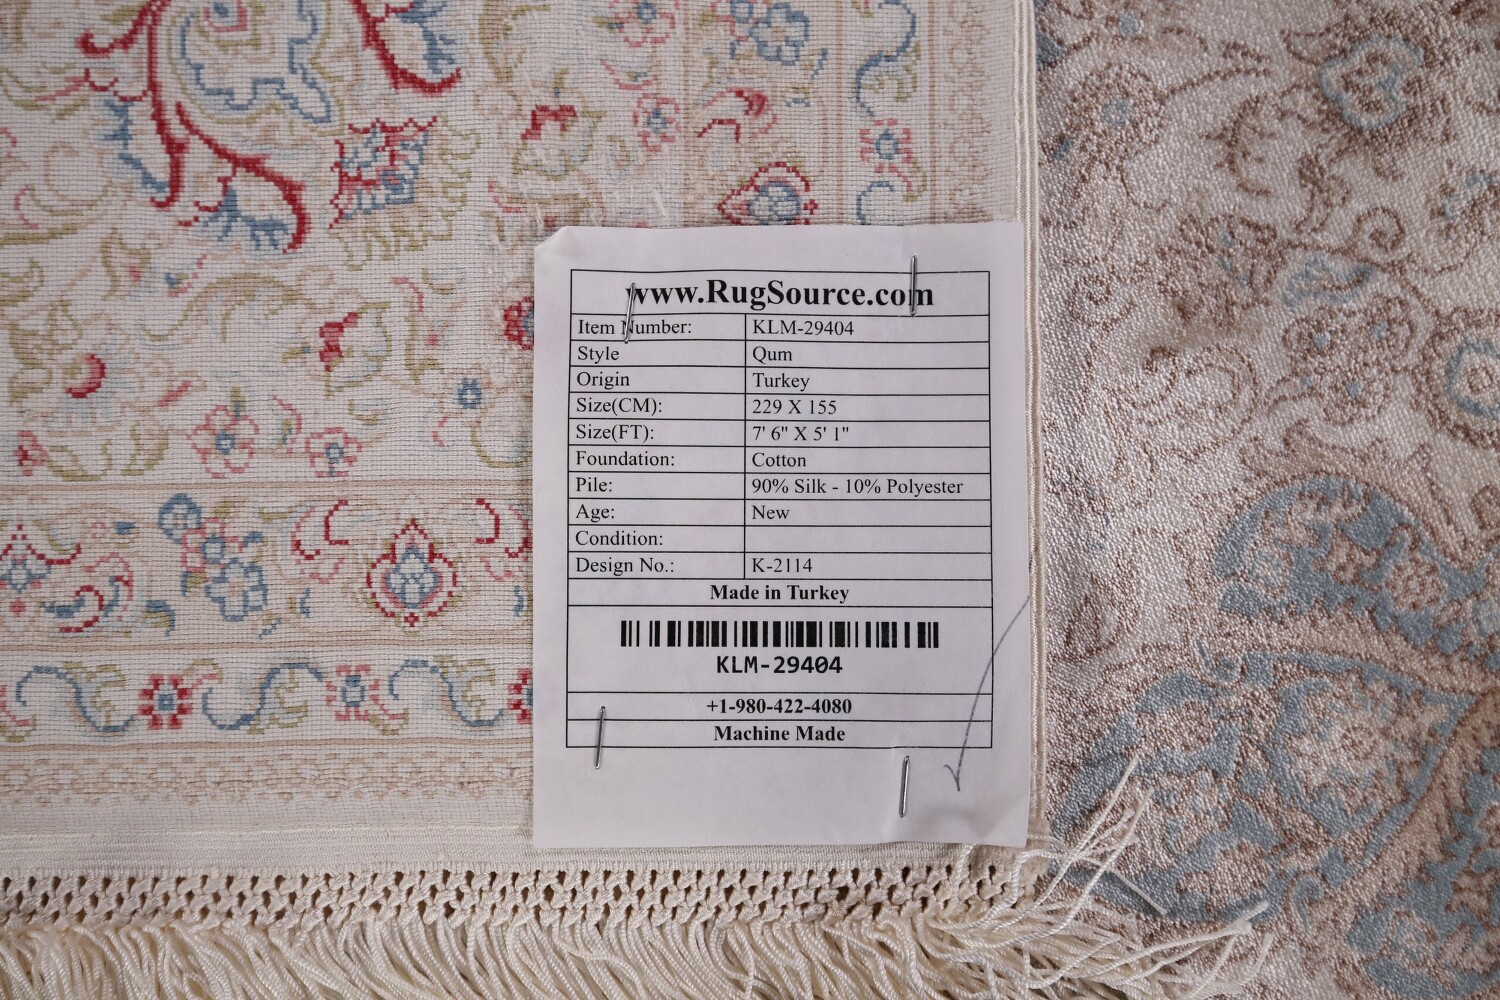 www.RugSource.com
Item Number: KLM-29404
Style Qum
Origin Turkey
Size(CM): 229 X 155
Size(FT): 7' 6" X 5' 1"
Foundation: Cotton
Pile: 90% Silk - 10% Polyester
Age: New
Condition:
Design No.: K-2114
Made in Turkey
KLM-29404
+1-980-422-4080
Machine Made